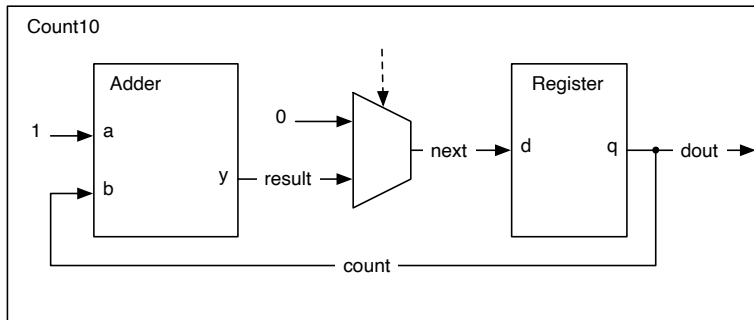 Count10
Adder
Register
0
1
a
d
q
next
dout
b
y
result
count